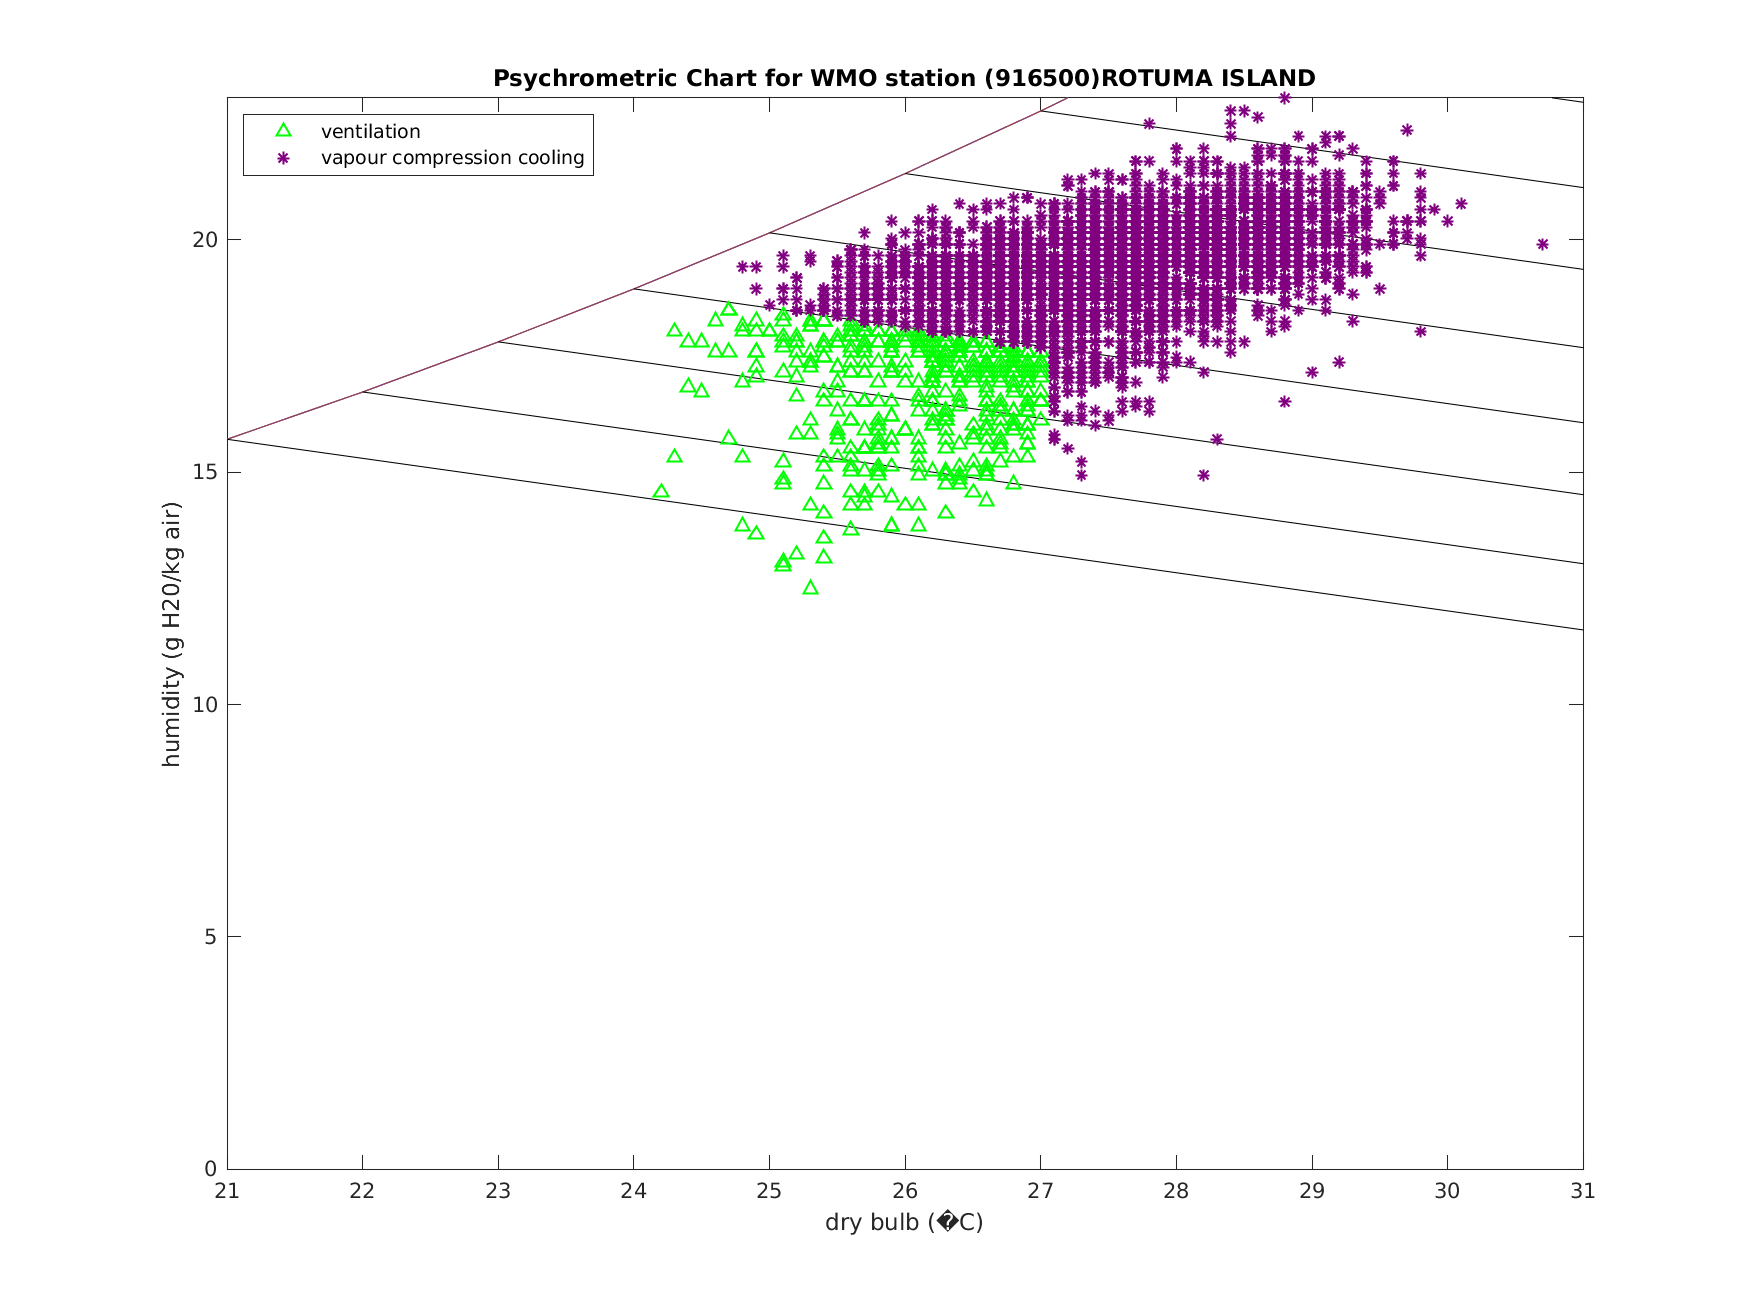 Psychrometric Chart for WMO station (916500)ROTUMA ISLAND
ventilation
vapour compression cooling
humidity (g H20/kg air)
20
15
10
5
0
21 22 23 24 25 26 27 28 29 30 31
dry bulb (�C)